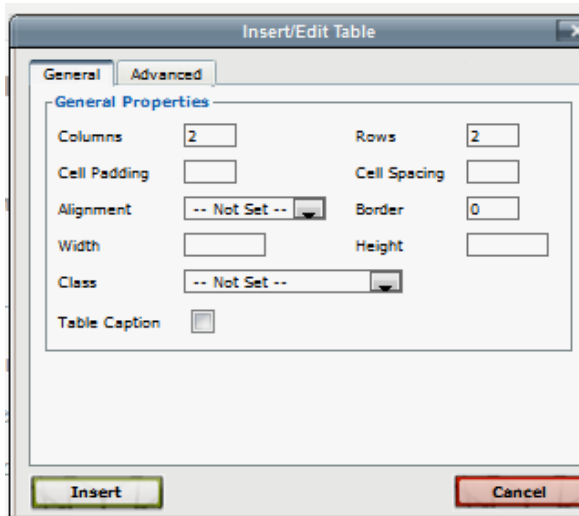 Insert/Edit Table
General Advanced
General Properties
Columns 2 Rows 2
Cell Padding Cell Spacing
Alignment -- Not Set -- Border 0
Width Height
Class -- Not Set --
Table Caption
Insert Cancel